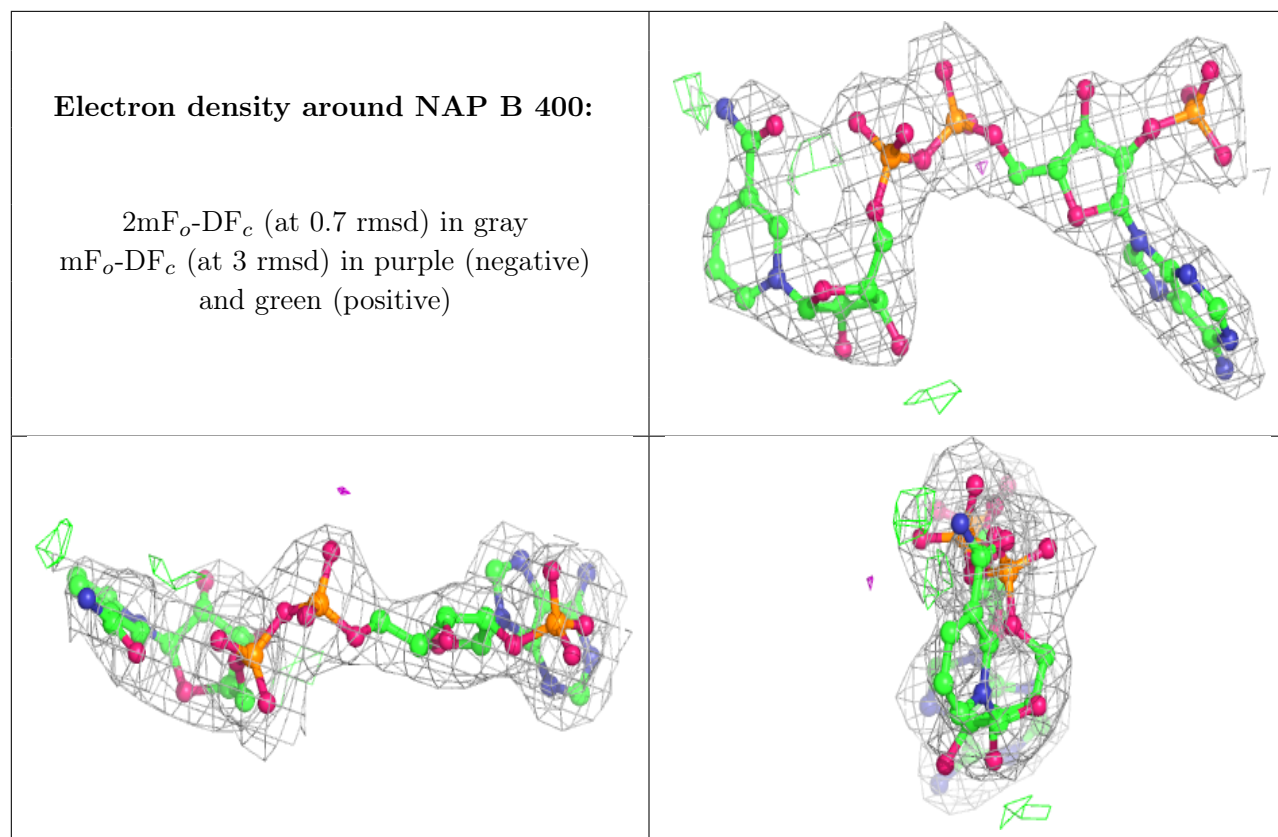 Electron density around NAP B 400:
2mFo-DFc (at 0.7 rmsd) in gray
mFo-DFc (at 3 rmsd) in purple (negative)
and green (positive)